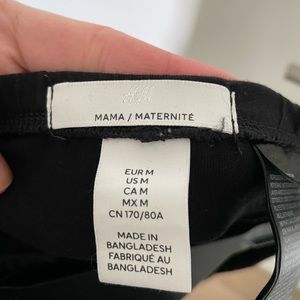 H&M
MAMA / MATERNITÉ
EUR M
US M
CA M
MX M
CN 170/80A
MADE IN
BANGLADESH
FABRIQUÉ AU
BANGLADESH